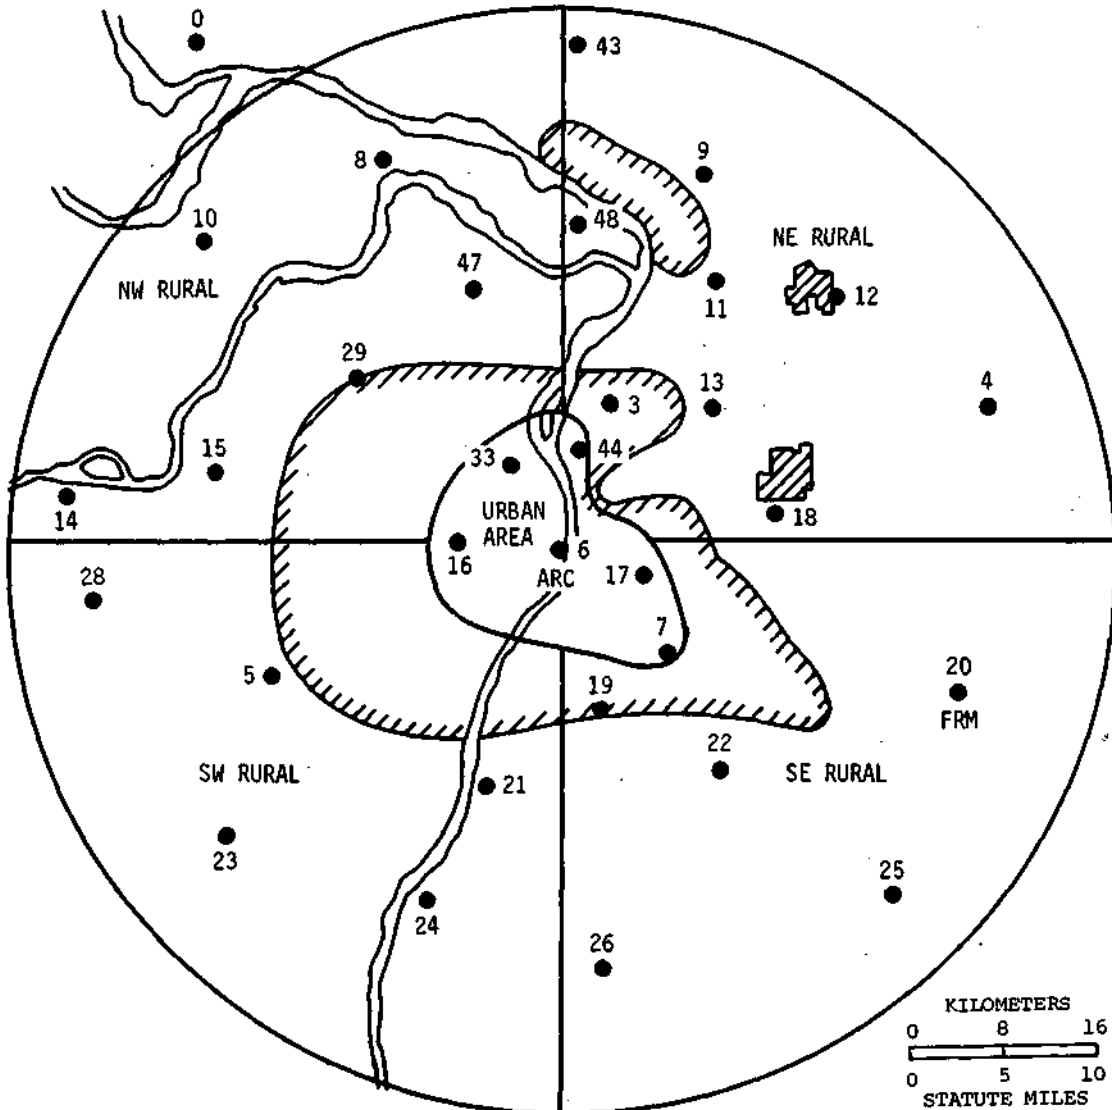 0
43
8
9
10
48
NE RURAL
47
NW RURAL
11
12
29
13
4
3
15
33
44
14
URBAN
AREA
18
16
6
28
ARC
17
7
5
19
20
FRM
22
SW RURAL
SE RURAL
21
23
25
24
26
KILOMETERS
0 8 16
0 5 10
STATUTE MILES